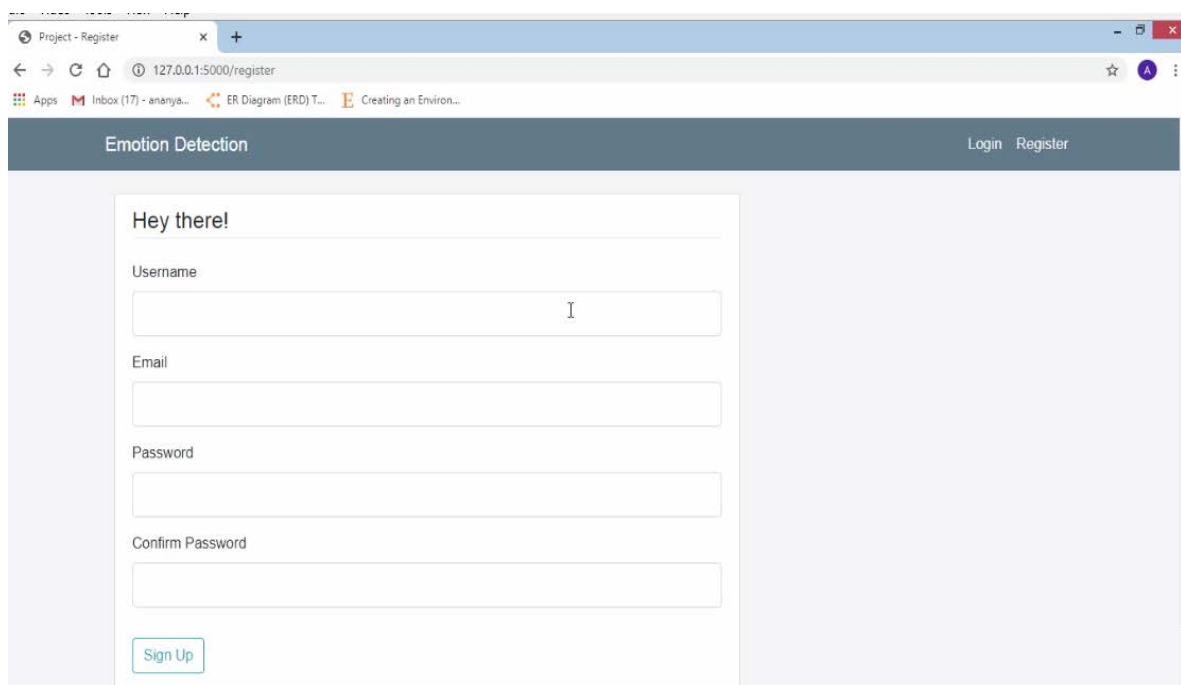 Project - Register
127.0.0.1:5000/register
A
Apps M Inbox (17) - ananya... ER Diagram (ERD) T... E Creating an Environ...
Emotion Detection Login Register
Hey there!
Username
Email
Password
Confirm Password
Sign Up